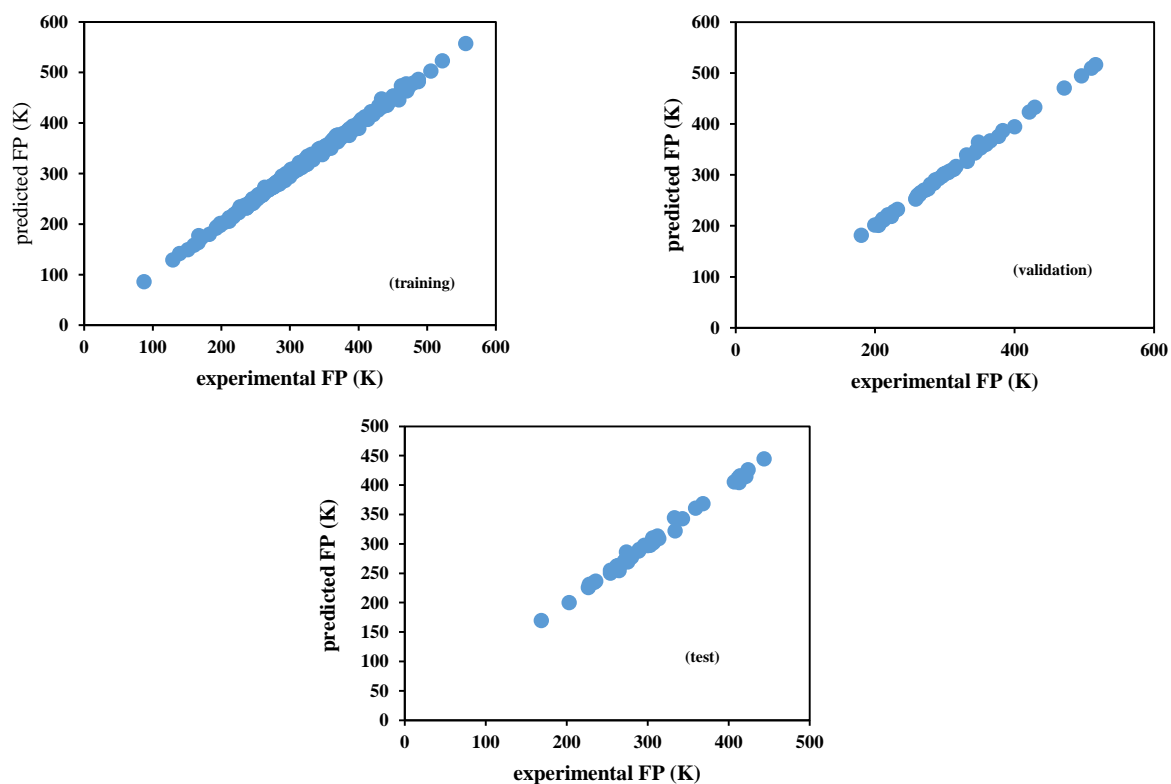 600
500
400
300
200
100
0
predicted FP (K)
(training)
0 100 200 300 400 500 600
experimental FP (K)
600
500
400
300
200
100
0
predicted FP (K)
(validation)
0 200 400 600
experimental FP (K)
500
450
400
350
300
250
200
150
100
50
0
predicted FP (K)
(test)
0 100 200 300 400 500
experimental FP (K)